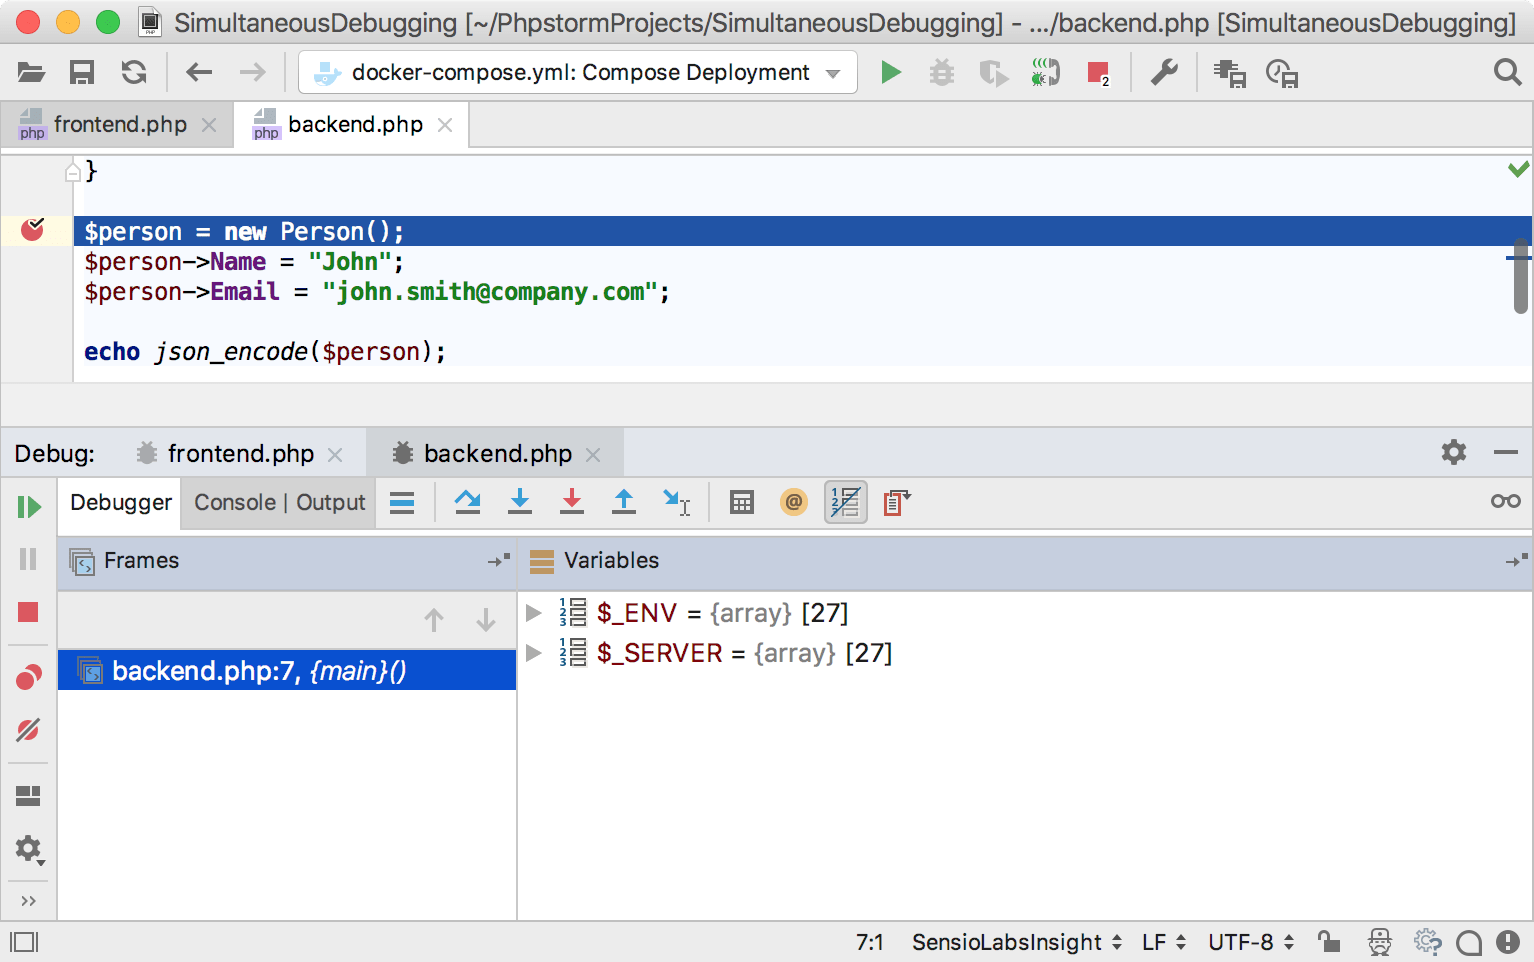 SimultaneousDebugging [~/PhpstormProjects/SimultaneousDebugging] - .../backend.php [SimultaneousDebugging]
docker-compose.yml: Compose Deployment
2
php frontend.php
php backend.php
}
$person = new Person();
$person->Name = "John";
$person->Email = "john.smith@company.com";
echo json_encode($person);
Debug: frontend.php backend.php
Debugger Console | Output
Frames
Variables
backend.php:7, {main}()
$_ENV = {array} [27]
$_SERVER = {array} [27]
7:1 SensioLabsInsight LF UTF-8